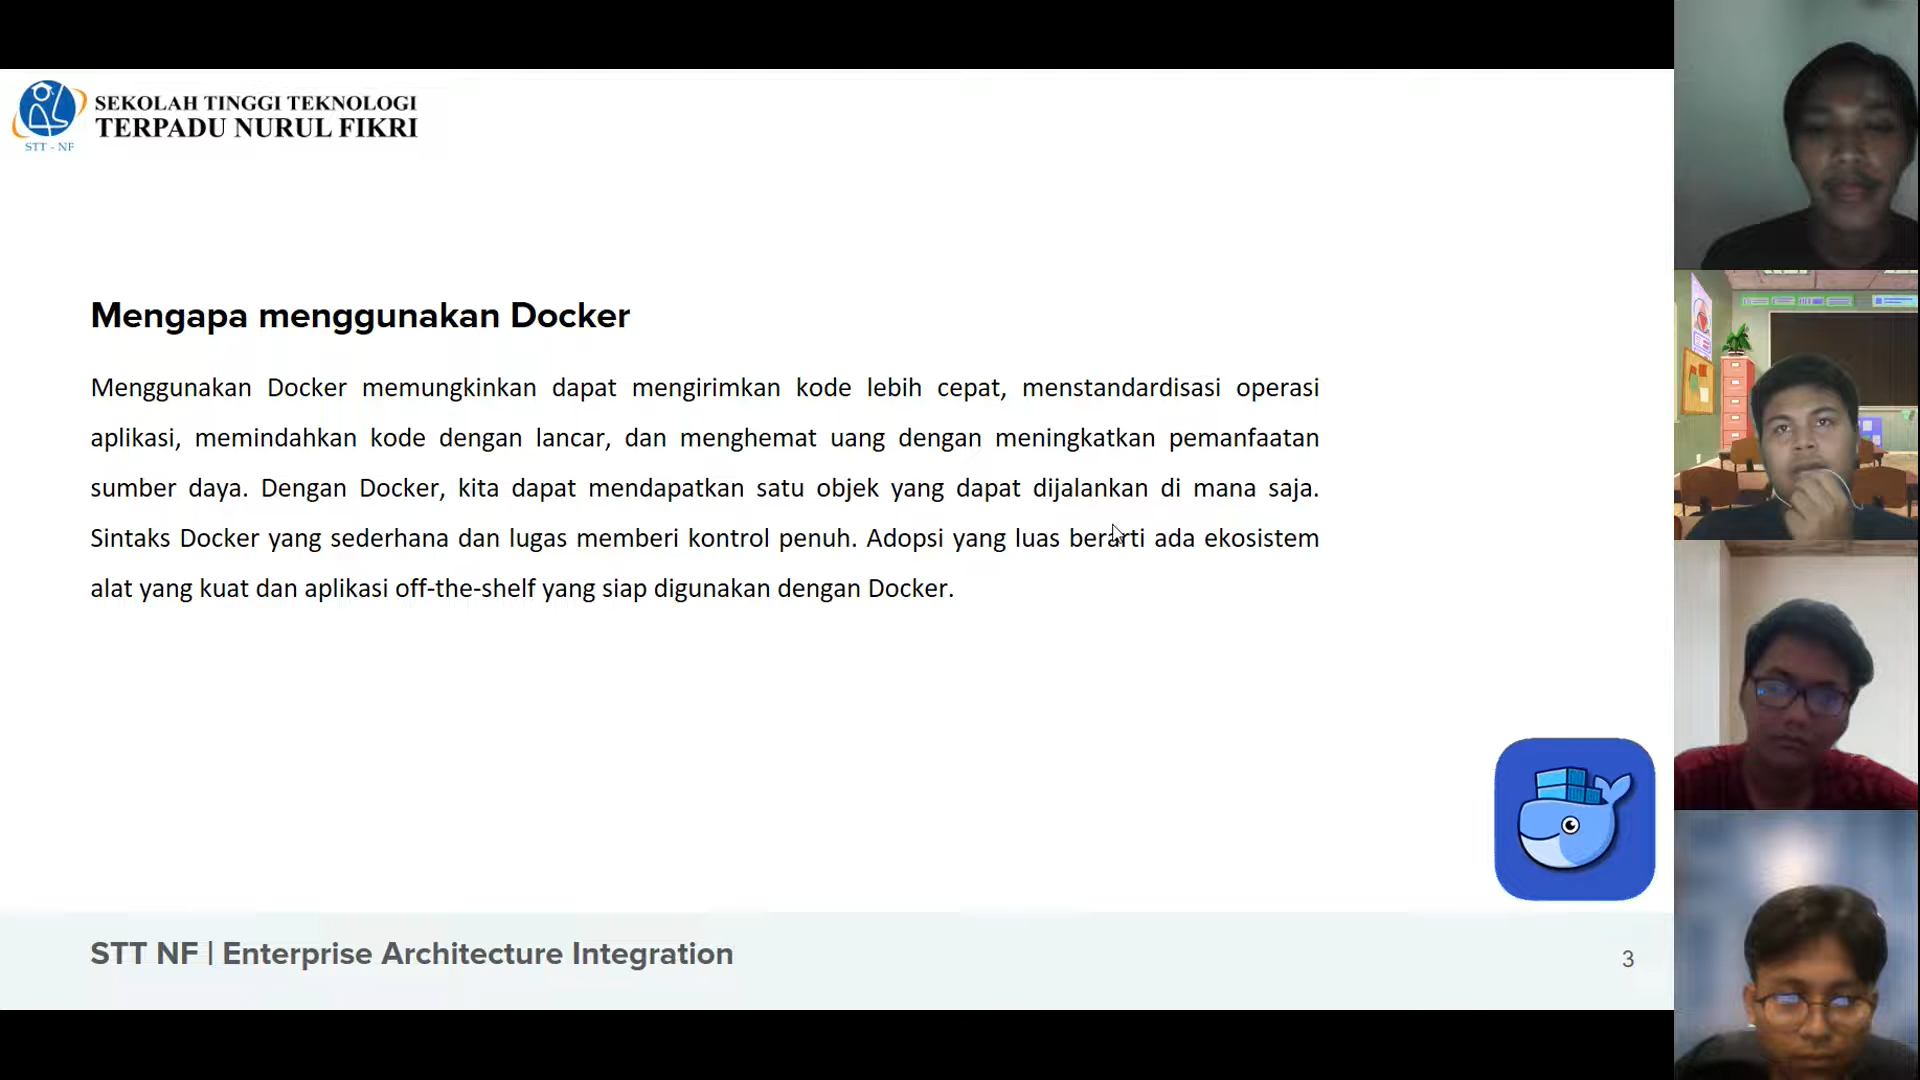 SEKOLAH TINGGI TEKNOLOGI
TERPADU NURUL FIKRI
STT - NF
Mengapa menggunakan Docker
Menggunakan Docker memungkinkan dapat mengirimkan kode lebih cepat, menstandardisasi operasi
aplikasi, memindahkan kode dengan lancar, dan menghemat uang dengan meningkatkan pemanfaatan
sumber daya. Dengan Docker, kita dapat mendapatkan satu objek yang dapat dijalankan di mana saja.
Sintaks Docker yang sederhana dan lugas memberi kontrol penuh. Adopsi yang luas berarti ada ekosistem
alat yang kuat dan aplikasi off-the-shelf yang siap digunakan dengan Docker.
STT NF | Enterprise Architecture Integration
3